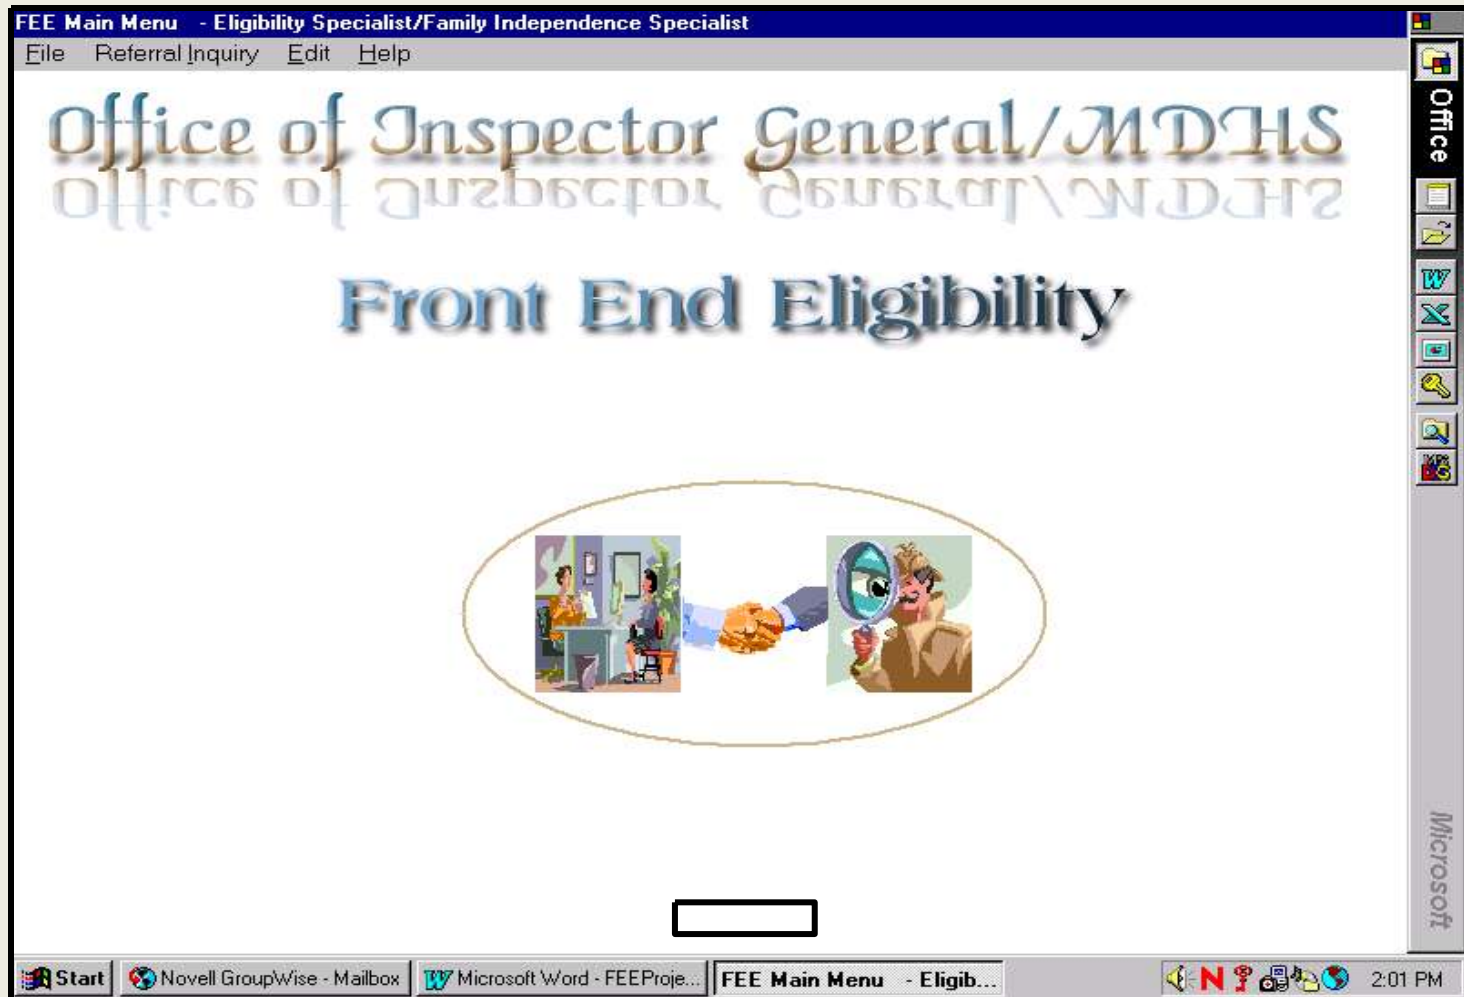 FEE Main Menu - Eligibility Specialist/Family Independence Specialist
File Referral Inquiry Edit Help
Office of Inspector General/MDHS
Front End Eligibility
Office
Microsoft
Start Novell GroupWise - Mailbox Microsoft Word - FEEProje... FEE Main Menu - Eligib... 2:01 PM